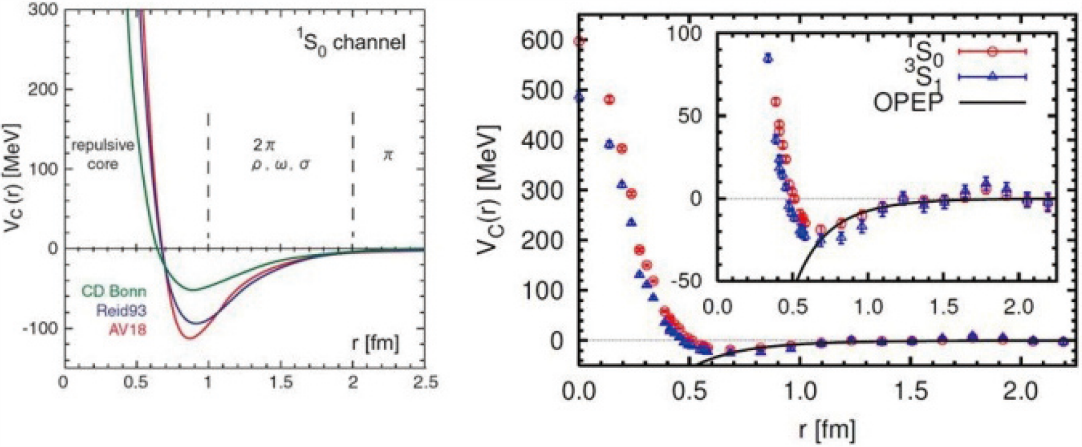 300
200
100
0
-100
V_C (r) [MeV]
¹S₀ channel
repulsive
core
2π
ρ, ω, σ
π
CD Bonn
Reid93
AV18
r [fm]
0 0.5 1 1.5 2 2.5
600
500
400
300
200
100
0
V_C(r) [MeV]
100
50
0
-50
¹S₀
³S₁
OPEP
0.0 0.5 1.0 1.5 2.0
0.0 0.5 1.0 1.5 2.0
r [fm]